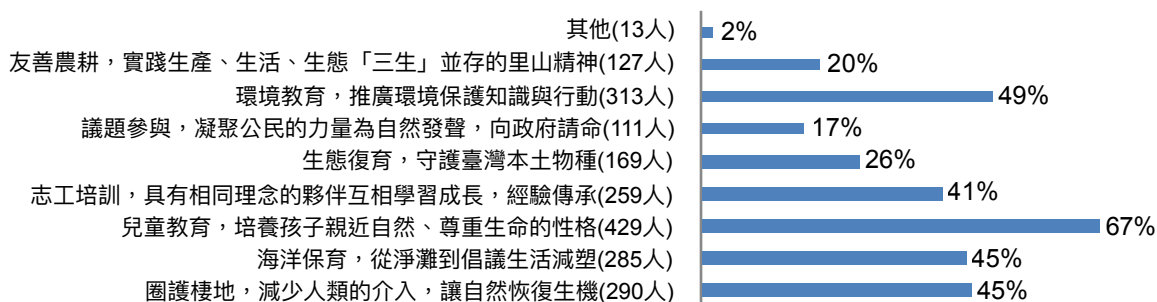 其他(13人) 2%
友善農耕，實踐生產、生活、生態「三生」並存的里山精神(127人) 20%
環境教育，推廣環境保護知識與行動(313人) 49%
議題參與，凝聚公民的力量為自然發聲，向政府請命(111人) 17%
生態復育，守護臺灣本土物種(169人) 26%
志工培訓，具有相同理念的夥伴互相學習成長，經驗傳承(259人) 41%
兒童教育，培養孩子親近自然、尊重生命的性格(429人) 67%
海洋保育，從淨灘到倡議生活減塑(285人) 45%
圈護棲地，減少人類的介入，讓自然恢復生機(290人) 45%